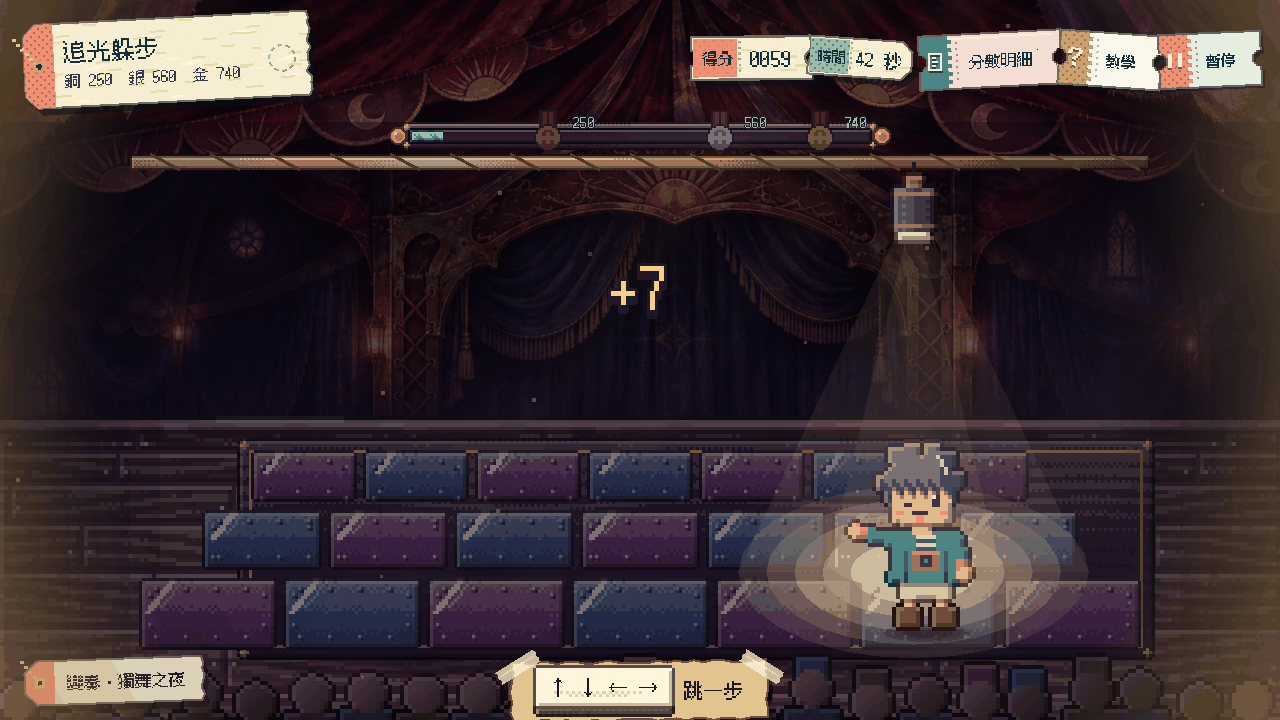 追光躲步
銅 250 銀 560 金 740
得分 0059 時間 42 秒
分數明細
?
教學
暫停
250 560 740
+7
變奏·獨舞之夜
↑ ↓ ← → 跳一步